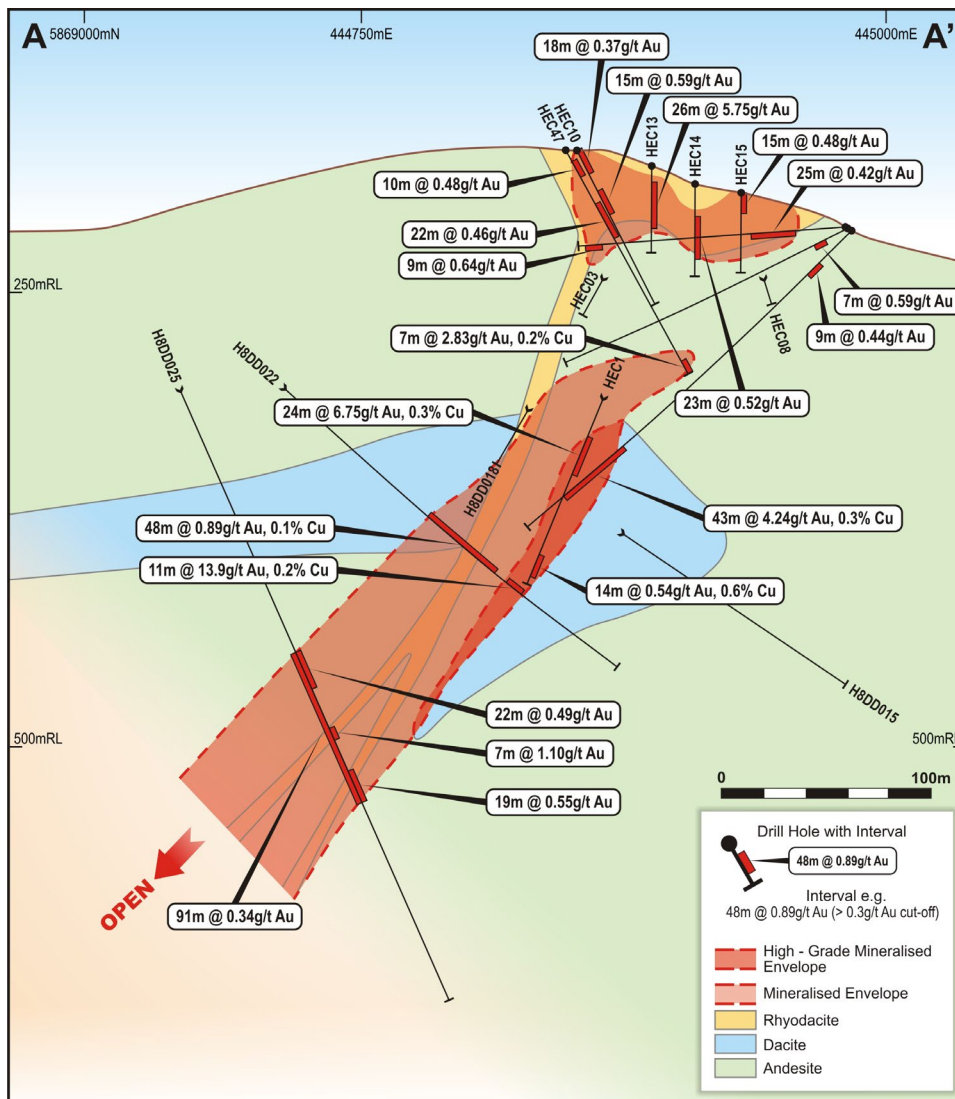 A
5869000mN
444750mE
445000mE
A'
18m @ 0.37g/t Au
15m @ 0.59g/t Au
26m @ 5.75g/t Au
15m @ 0.48g/t Au
25m @ 0.42g/t Au
HEC47
HEC10
HEC13
HEC14
HEC15
10m @ 0.48g/t Au
22m @ 0.46g/t Au
9m @ 0.64g/t Au
250mRL
HEC03
HEC08
7m @ 0.59g/t Au
9m @ 0.44g/t Au
7m @ 2.83g/t Au, 0.2% Cu
H8DD025
H8DD022
HEC1
23m @ 0.52g/t Au
24m @ 6.75g/t Au, 0.3% Cu
H8DD018
43m @ 4.24g/t Au, 0.3% Cu
48m @ 0.89g/t Au, 0.1% Cu
11m @ 13.9g/t Au, 0.2% Cu
14m @ 0.54g/t Au, 0.6% Cu
H8DD015
22m @ 0.49g/t Au
7m @ 1.10g/t Au
19m @ 0.55g/t Au
500mRL
500mRL
0
100m
OPEN
91m @ 0.34g/t Au
Drill Hole with Interval
48m @ 0.89g/t Au
Interval e.g.
48m @ 0.89g/t Au (> 0.3g/t Au cut-off)
High - Grade Mineralised
Envelope
Mineralised Envelope
Rhyodacite
Dacite
Andesite